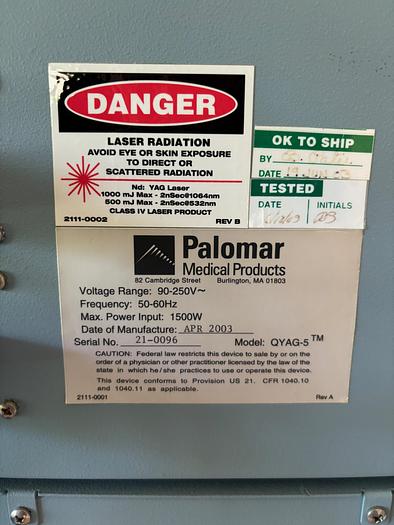 DANGER
LASER RADIATION
AVOID EYE OR SKIN EXPOSURE
TO DIRECT OR
SCATTERED RADIATION
Nd: YAG Laser
1000 mJ Max - 2nSec@1064nm
500 mJ Max - 2nSec@532nm
CLASS IV LASER PRODUCT
2111-0002 REV B
OK TO SHIP
BY
DATE
TESTED
DATE INITIALS
Palomar
Medical Products
82 Cambridge Street Burlington, MA 01803
Voltage Range: 90-250V~
Frequency: 50-60Hz
Max. Power Input: 1500W
Date of Manufacture: APR 2003
Serial No. 21-0096 Model: QYAG-5™
CAUTION: Federal law restricts this device to sale by or on the
order of a physician or other practitioner licensed by the law of the
state in which he/she practices to use or operate this device.
This device conforms to Provision US 21. CFR 1040.10
and 1040.11 as applicable.
2111-0001 Rev A